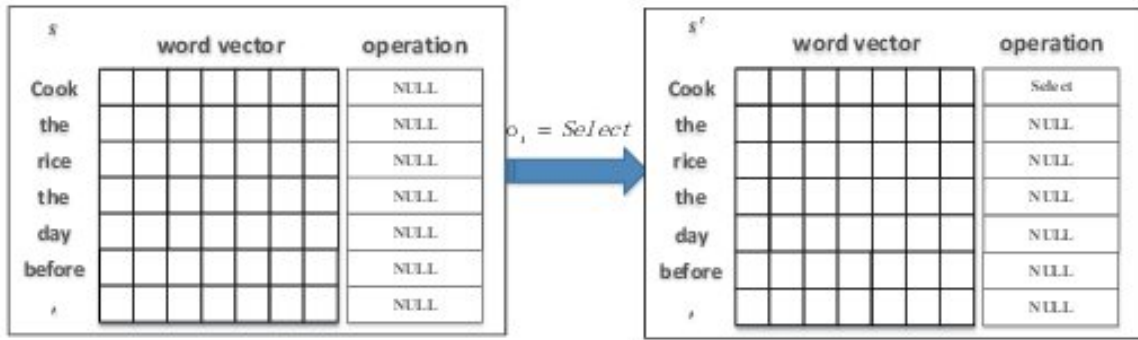 s
word vector operation
Cook NULL
the NULL
rice NULL
the NULL
day NULL
before NULL
, NULL
o₁ = Select
s'
word vector operation
Cook Select
the NULL
rice NULL
the NULL
day NULL
before NULL
, NULL